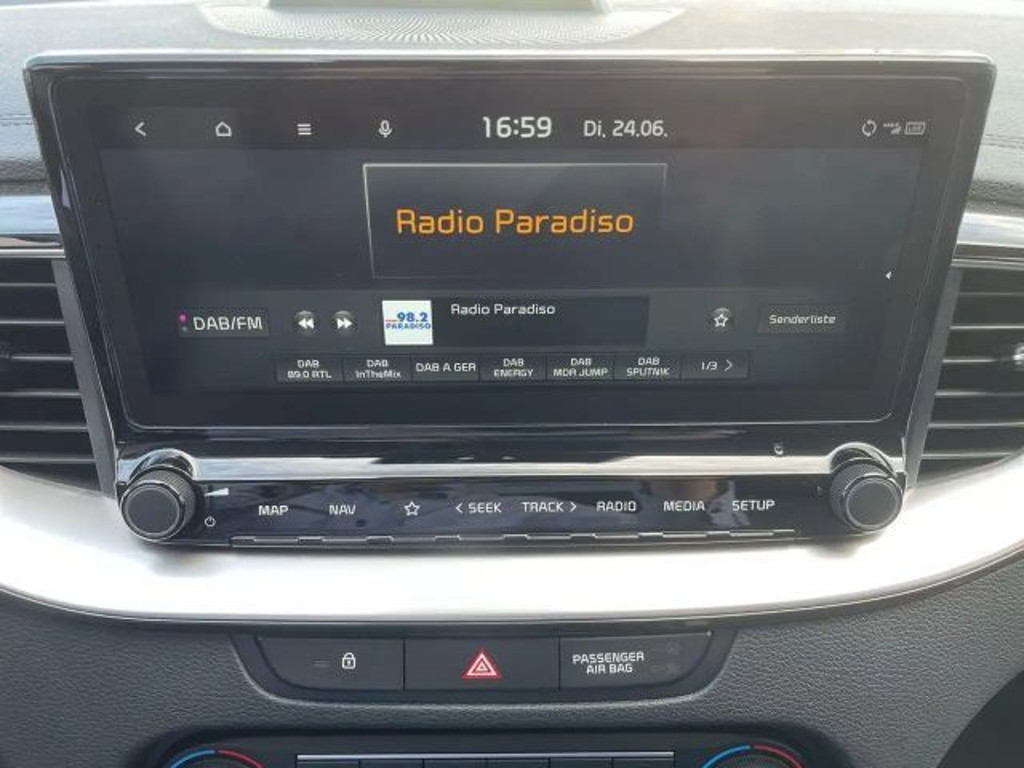 16:59 Di. 24.06.
Radio Paradiso
DAB/FM
98.2
PARADISO
Radio Paradiso
Senderliste
DAB
89.0 RTL
DAB
InTheMix
DAB A GER
DAB
ENERGY
DAB
MDR JUMP
DAB
SPUTNIK
1/3 >
MAP NAV < SEEK TRACK > RADIO MEDIA SETUP
PASSENGER
AIR BAG